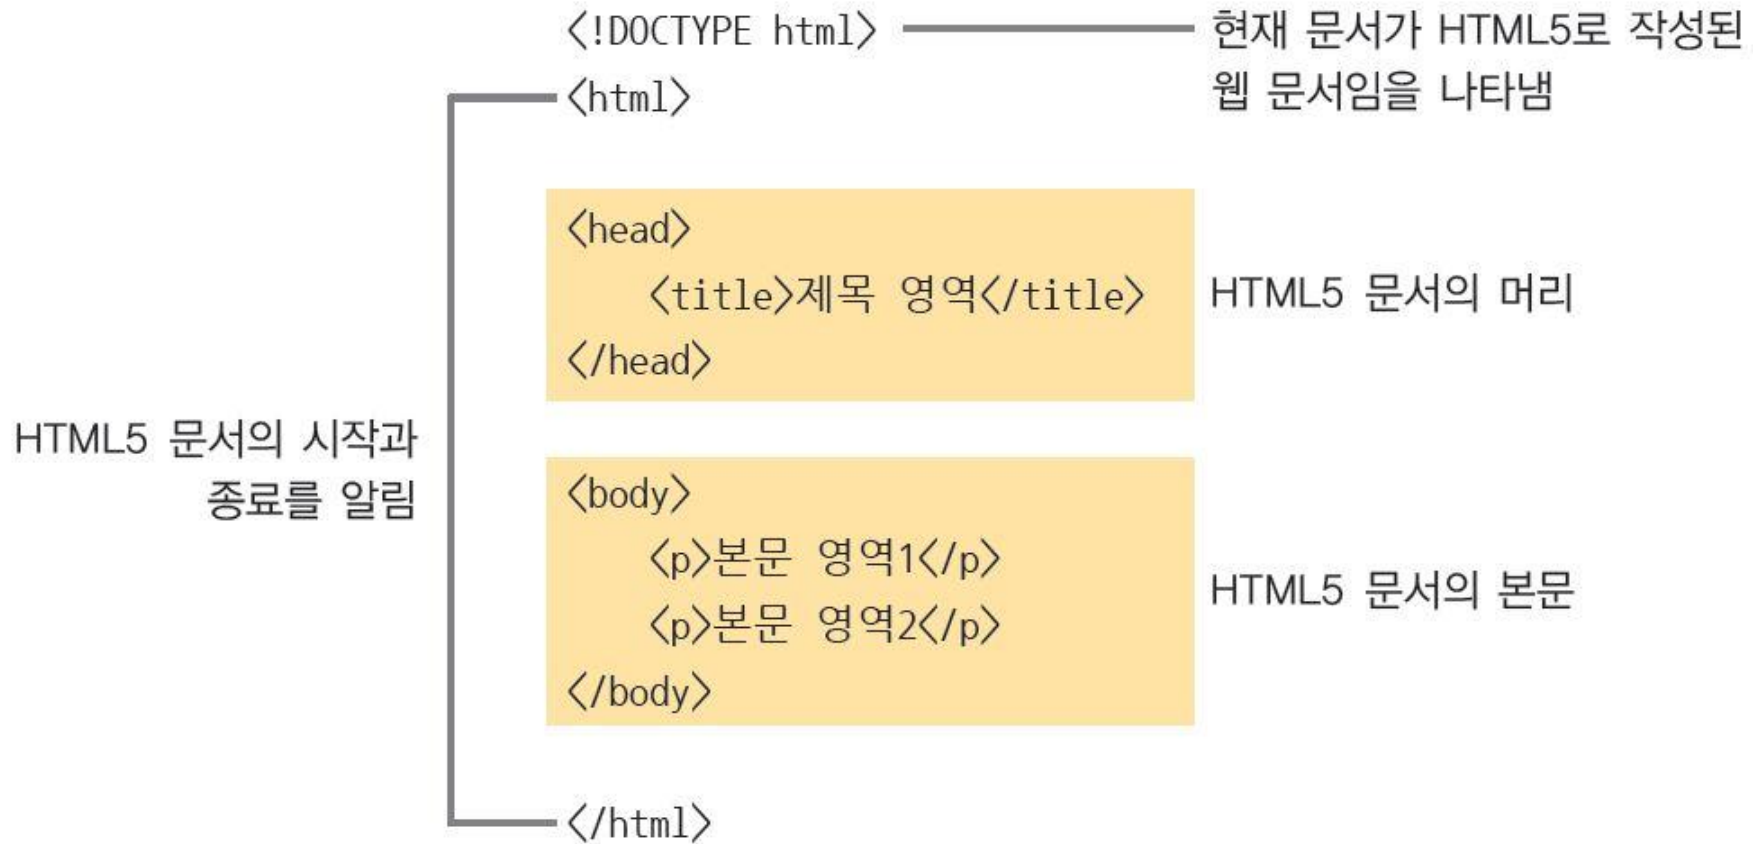 <!DOCTYPE html>
현재 문서가 HTML5로 작성된
웹 문서임을 나타냄
<html>
<head>
<title>제목 영역</title>
</head>
HTML5 문서의 머리
HTML5 문서의 시작과
종료를 알림
<body>
<p>본문 영역1</p>
<p>본문 영역2</p>
</body>
HTML5 문서의 본문
</html>